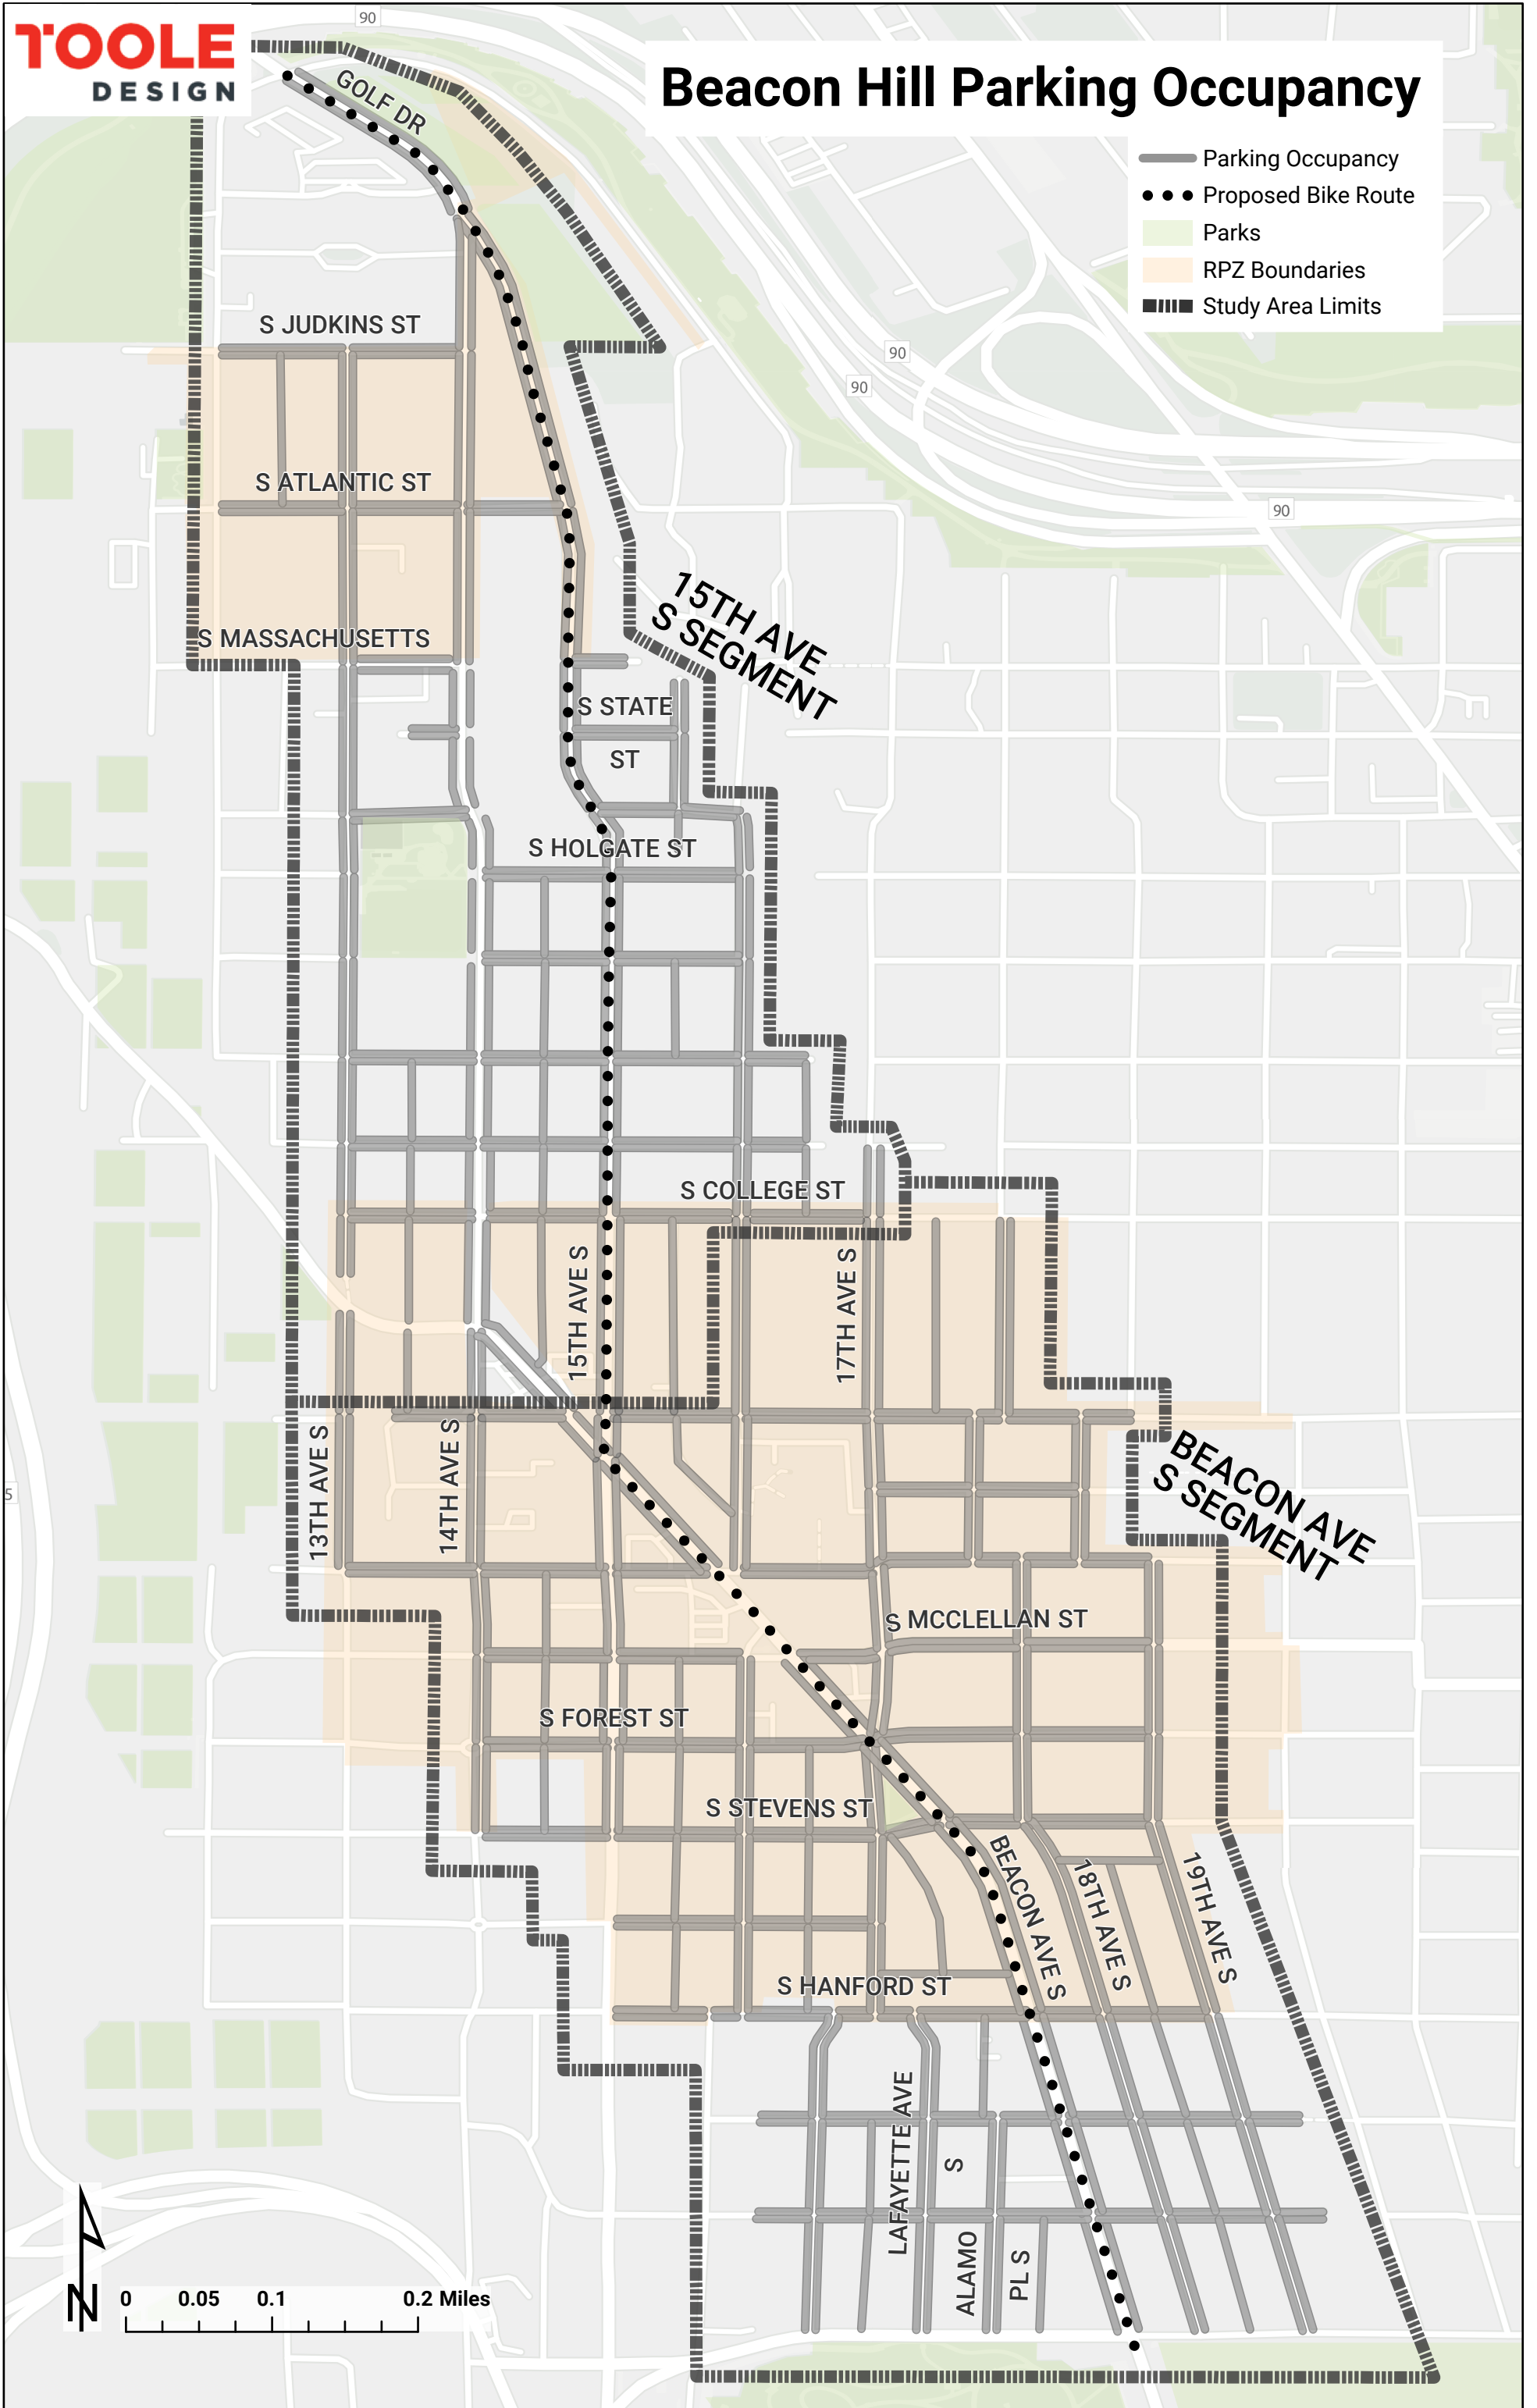 TOOLE
DESIGN
90
Beacon Hill Parking Occupancy
Parking Occupancy
Proposed Bike Route
Parks
RPZ Boundaries
Study Area Limits
GOLF DR
S JUDKINS ST
90
90
S ATLANTIC ST
90
15TH AVE
S SEGMENT
S MASSACHUSETTS
S STATE
ST
S HOLGATE ST
S COLLEGE ST
15TH AVE S
17TH AVE S
13TH AVE S
14TH AVE S
BEACON AVE
S SEGMENT
5
S MCCLELLAN ST
S FOREST ST
S STEVENS ST
BEACON AVE S
18TH AVE S
19TH AVE S
S HANFORD ST
LAFAYETTE AVE
S
ALAMO
PL S
N
0 0.05 0.1 0.2 Miles